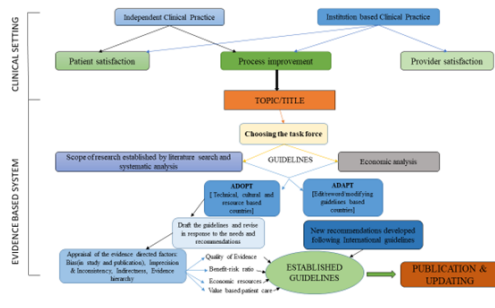 CLINICAL SETTING
Independent Clinical Practice
Institution based Clinical Practice
Patient satisfaction
Process improvement
Provider satisfaction
EVIDENCE BASED SYSTEM
TOPIC/TITLE
Choosing the task force
Scope of research established by literature search and
systematic analysis
GUIDELINES
Economic analysis
ADOPT
[Technical, cultural and
resource based
countries]
ADAPT
modifying
guidelines based
countries]
Draft the guidelines and revise
in response to the needs and
recommendations
New recommendations developed
following International guidelines
Appraisal of the evidence directed factors:
Bias(in study and publication), Imprecision
& Inconsistency, Indirectness, Evidence
hierarchy
Quality of Evidence
Benefit-risk ratio
Economic resources
Value based patient care
ESTABLISHED
GUIDELINES
PUBLICATION &
UPDATING